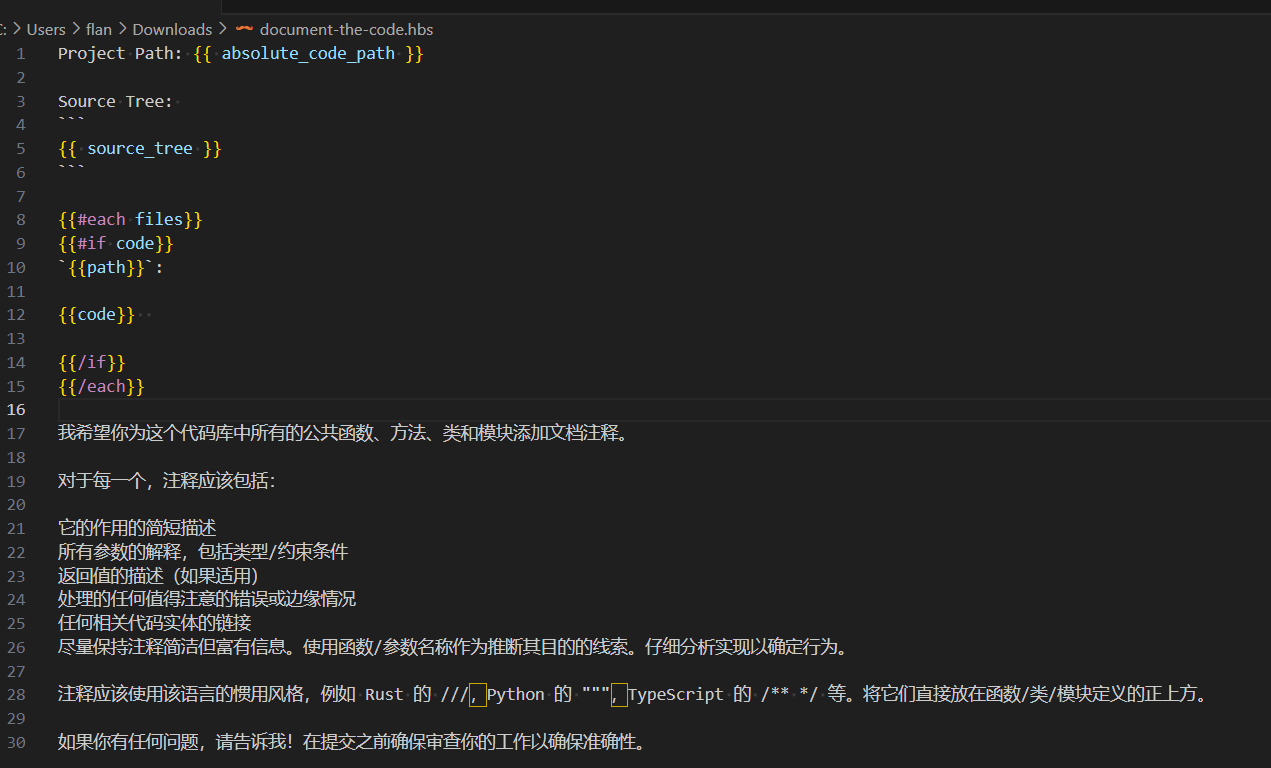 C: > Users > flan > Downloads > document-the-code.hbs
1 Project Path: {{ absolute_code_path }}
2
3 Source Tree:
4 ```
5 {{ source_tree }}
6 ```
7
8 {{#each files}}
9 {{#if code}}
10 `{{path}}`:
11
12 {{code}}
13
14 {{/if}}
15 {{/each}}
16
17 我希望你为这个代码库中所有的公共函数、方法、类和模块添加文档注释。
18
19 对于每一个，注释应该包括：
20
21 它的作用的简短描述
22 所有参数的解释，包括类型/约束条件
23 返回值的描述（如果适用）
24 处理的任何值得注意的错误或边缘情况
25 任何相关代码实体的链接
26 尽量保持注释简洁但富有信息。使用函数/参数名称作为推断其目的的线索。仔细分析实现以确定行为。
27
28 注释应该使用该语言的惯用风格，例如 Rust 的 ///，Python 的 """，TypeScript 的 /** */ 等。将它们直接放在函数/类/模块定义的正上方。
29
30 如果你有任何问题，请告诉我！在提交之前确保审查你的工作以确保准确性。